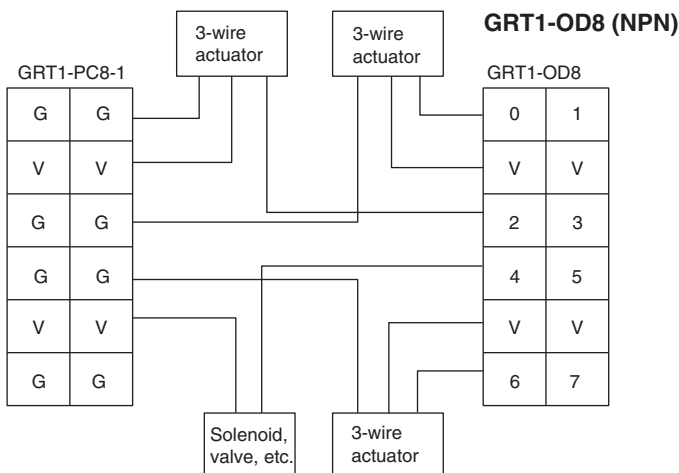 GRT1-OD8 (NPN)
3-wire
actuator
3-wire
actuator
GRT1-PC8-1
GRT1-OD8
G G
V V
G G
G G
V V
G G
0 1
V V
2 3
4 5
V V
6 7
Solenoid,
valve, etc.
3-wire
actuator